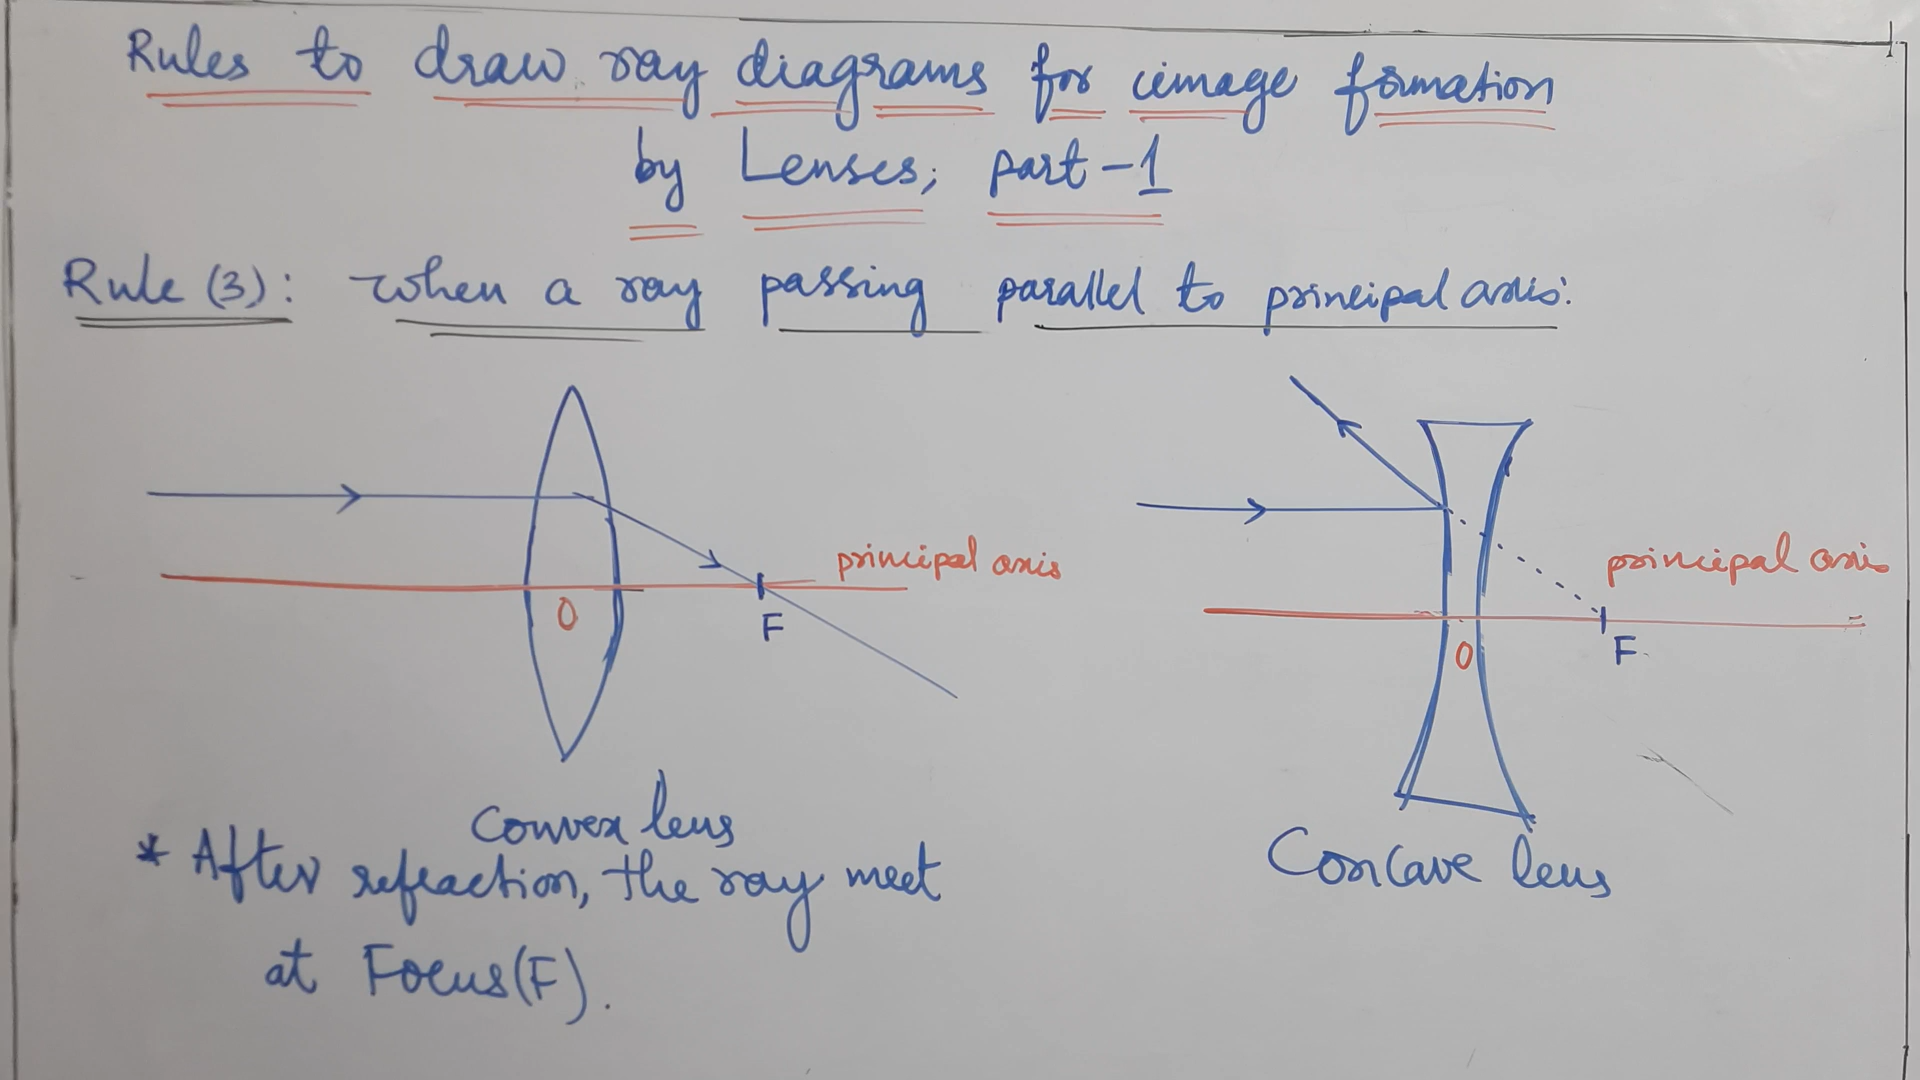 Rules to draw ray diagrams for image formation
by Lenses; part-1
Rule (3): When a ray passing parallel to principal axis:
principal axis
O
F
Convex lens
principal axis
O
F
Concave lens
* After refraction, the ray meet
at Focus(F).